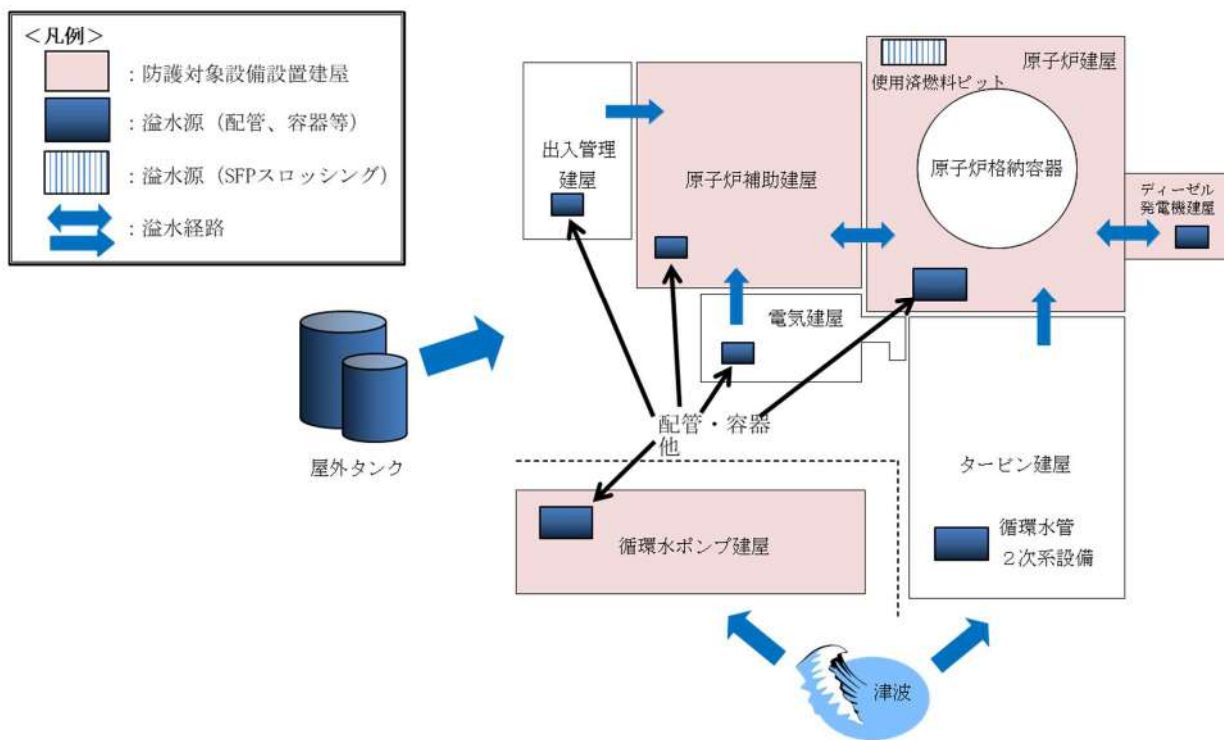 ＜凡例＞
：防護対象設備設置建屋
：溢水源（配管、容器等）
：溢水源（SFPスロッシング）
：溢水経路
原子炉建屋
使用済燃料ピット
原子炉格納容器
出入管理
建屋
原子炉補助建屋
ディーゼル
発電機建屋
電気建屋
屋外タンク
配管・容器
他
タービン建屋
循環水管
２次系設備
循環水ポンプ建屋
津波